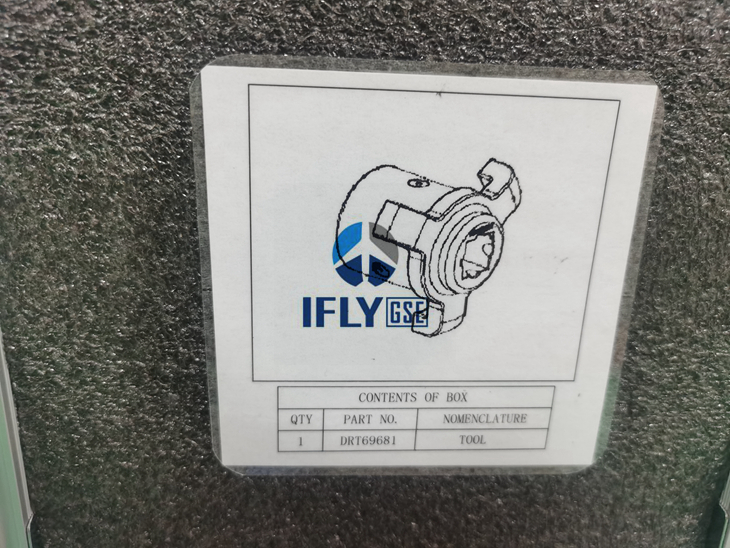 IFLY GSE
CONTENTS OF BOX
QTY PART NO. NOMENCLATURE
1 DRT69681 TOOL